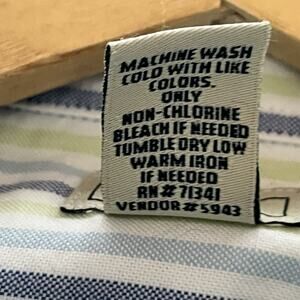 MACHINE WASH
COLD WITH LIKE
COLORS.
ONLY
NON-CHLORINE
BLEACH IF NEEDED
TUMBLE DRY LOW
WARM IRON
IF NEEDED
RN# 71341
VENDOR #5943